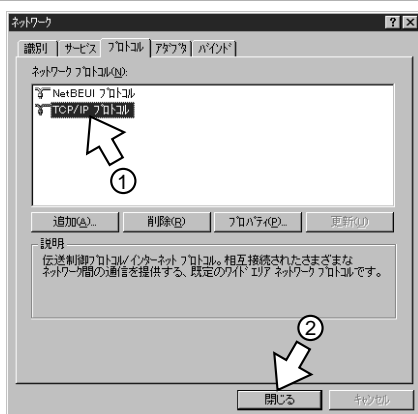 ネットワーク
識別 サービス プロトコル アダプタ バインド
ネットワーク プロトコル(N):
NetBEUI プロトコル
TCP/IP プロトコル
①
追加(A)... 削除(R) プロパティ(P)... 更新(U)
説明
伝送制御プロトコル/インターネット プロトコル。相互接続されたさまざまな
ネットワーク間の通信を提供する、既定のワイド エリア ネットワーク プロトコルです。
②
閉じる キャンセル